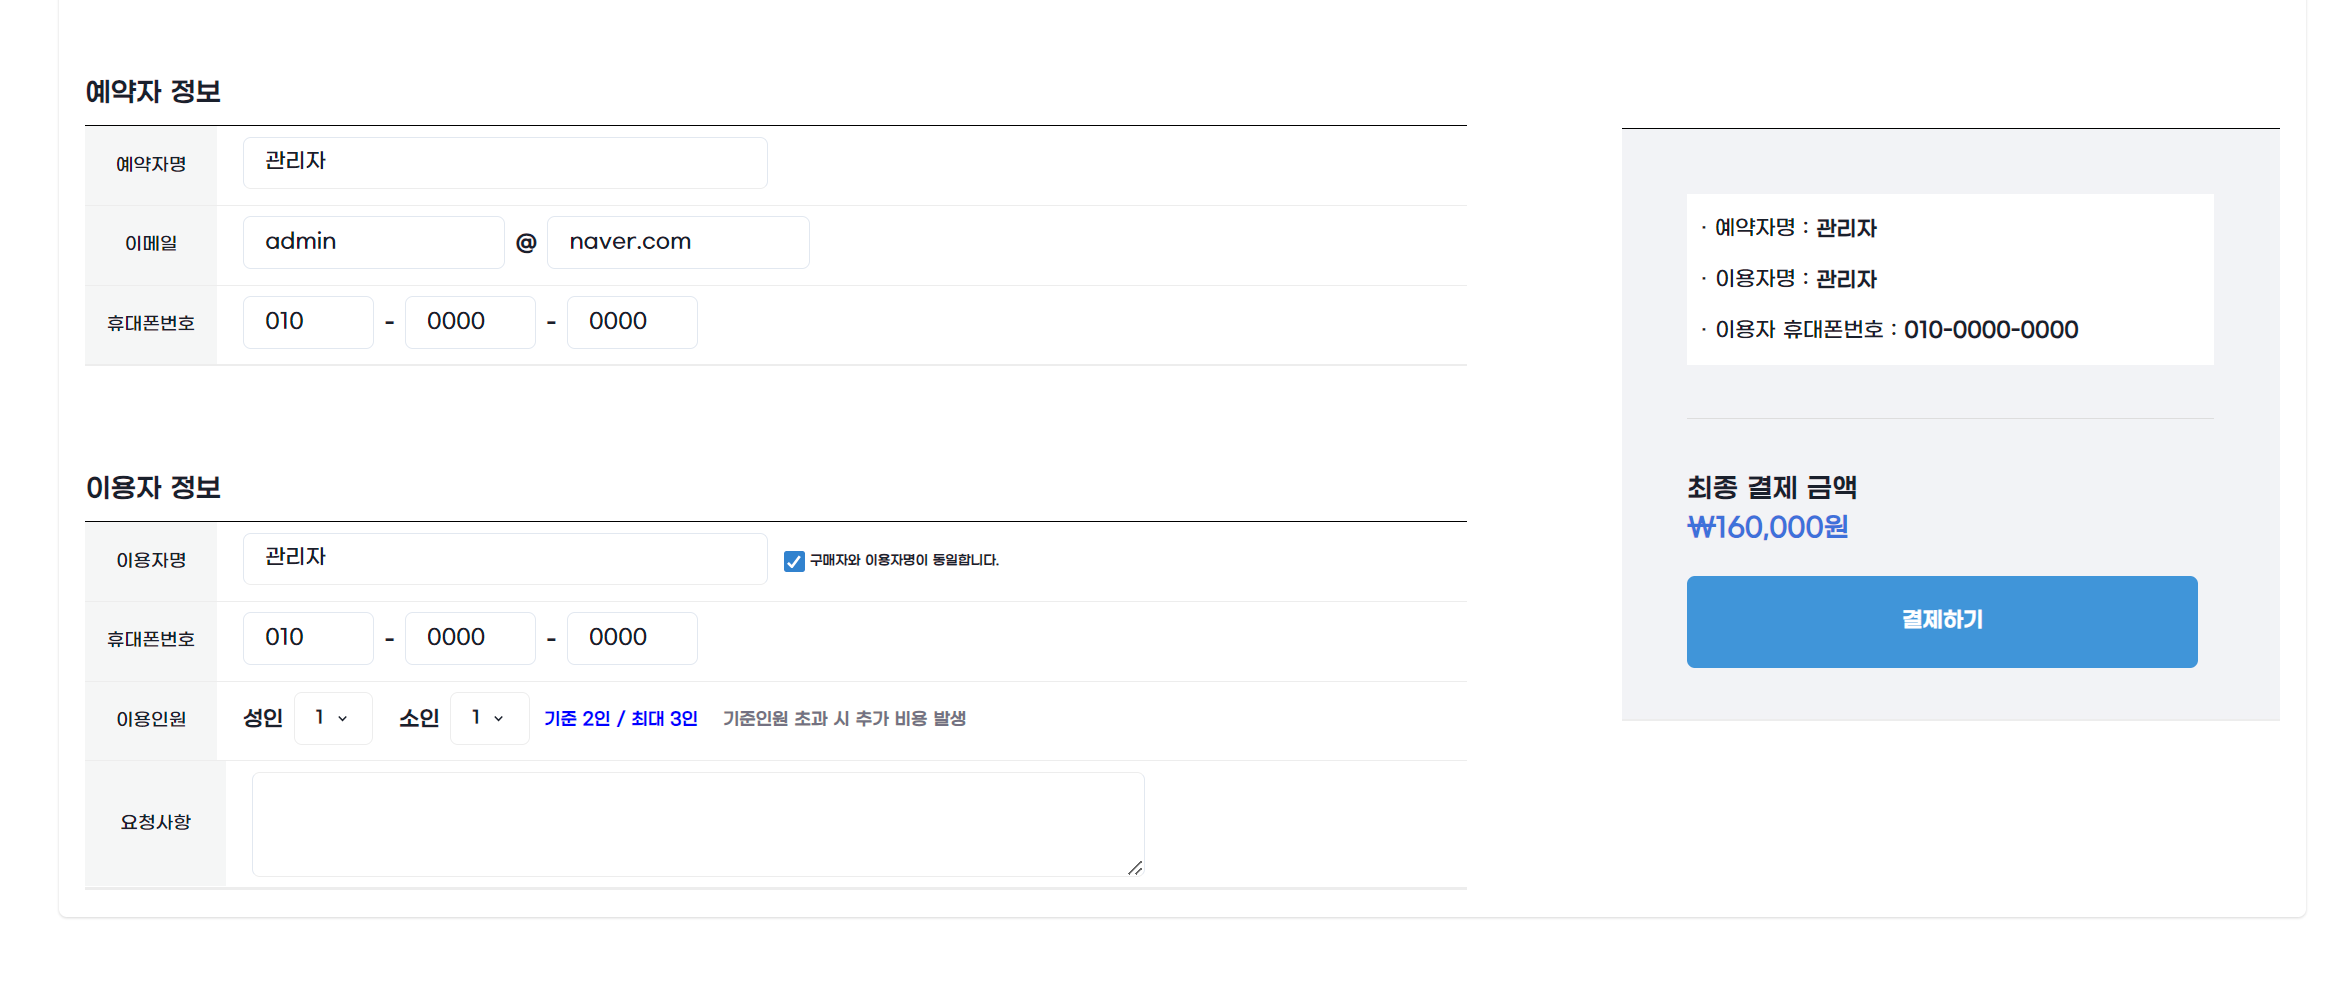 예약자 정보
예약자명 관리자
이메일 admin @ naver.com
휴대폰번호 010 - 0000 - 0000
이용자 정보
이용자명 관리자 구매자와 이용자명이 동일합니다.
휴대폰번호 010 - 0000 - 0000
이용인원 성인 1 소인 1 기준 2인 / 최대 3인 기준인원 초과 시 추가 비용 발생
요청사항
· 예약자명 : 관리자
· 이용자명 : 관리자
· 이용자 휴대폰번호 : 010-0000-0000
최종 결제 금액
₩160,000원
결제하기